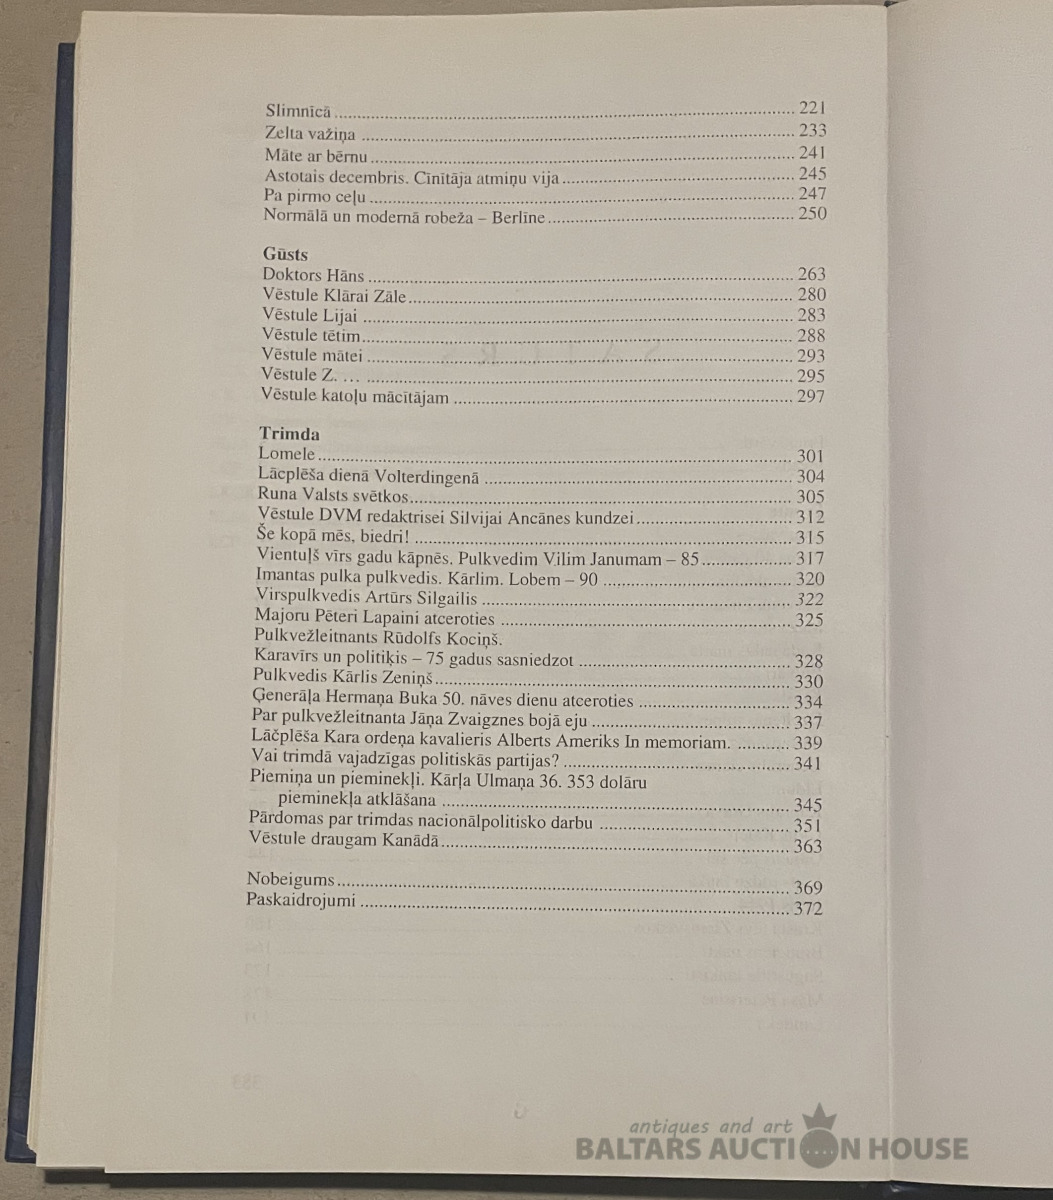 Slimnīcā ........ 221
Zelta važiņa ........ 233
Māte ar bērnu ........ 241
Astotais decembris. Cīnītāja atmiņu vija ........ 245
Pa pirmo ceļu ........ 247
Normālā un modernā robeža – Berlīne ........ 250
Gūsts
Doktors Hāns ........ 263
Vēstule Klārai Zāle ........ 280
Vēstule Lijai ........ 283
Vēstule tētim ........ 288
Vēstule mātei ........ 293
Vēstule Z. ... ........ 295
Vēstule katoļu mācītājam ........ 297
Trimda
Lomele ........ 301
Lācplēša dienā Volterdingenā ........ 304
Runa Valsts svētkos ........ 305
Vēstule DVM redaktrisei Silvijai Ancānes kundzei ........ 312
Še kopā mēs, biedri! ........ 315
Vientuļš vīrs gadu kāpnēs. Pulkvedim Vilim Janumam – 85 ........ 317
Imantas pulka pulkvedis. Kārlim. Lobem – 90 ........ 320
Virspulkvedis Artūrs Silgailis ........ 322
Majoru Pēteri Lapaini atceroties ........ 325
Pulkvežleitnants Rūdolfs Kociņš.
Karavīrs un politiķis – 75 gadus sasniedzot ........ 328
Pulkvedis Kārlis Zeniņš ........ 330
Ģenerāļa Hermaņa Buka 50. nāves dienu atceroties ........ 334
Par pulkvežleitnanta Jāņa Zvaigznes bojā eju ........ 337
Lāčplēša Kara ordeņa kavalieris Alberts Ameriks In memoriam. ........ 339
Vai trimdā vajadzīgas politiskās partijas? ........ 341
Piemiņa un pieminekļi. Kārļa Ulmaņa 36. 353 dolāru
pieminekļa atklāšana ........ 345
Pārdomas par trimdas nacionālpolitisko darbu ........ 351
Vēstule draugam Kanādā ........ 363
Nobeigums ........ 369
Paskaidrojumi ........ 372
antiques and art
BALTARS AUCTION HOUSE